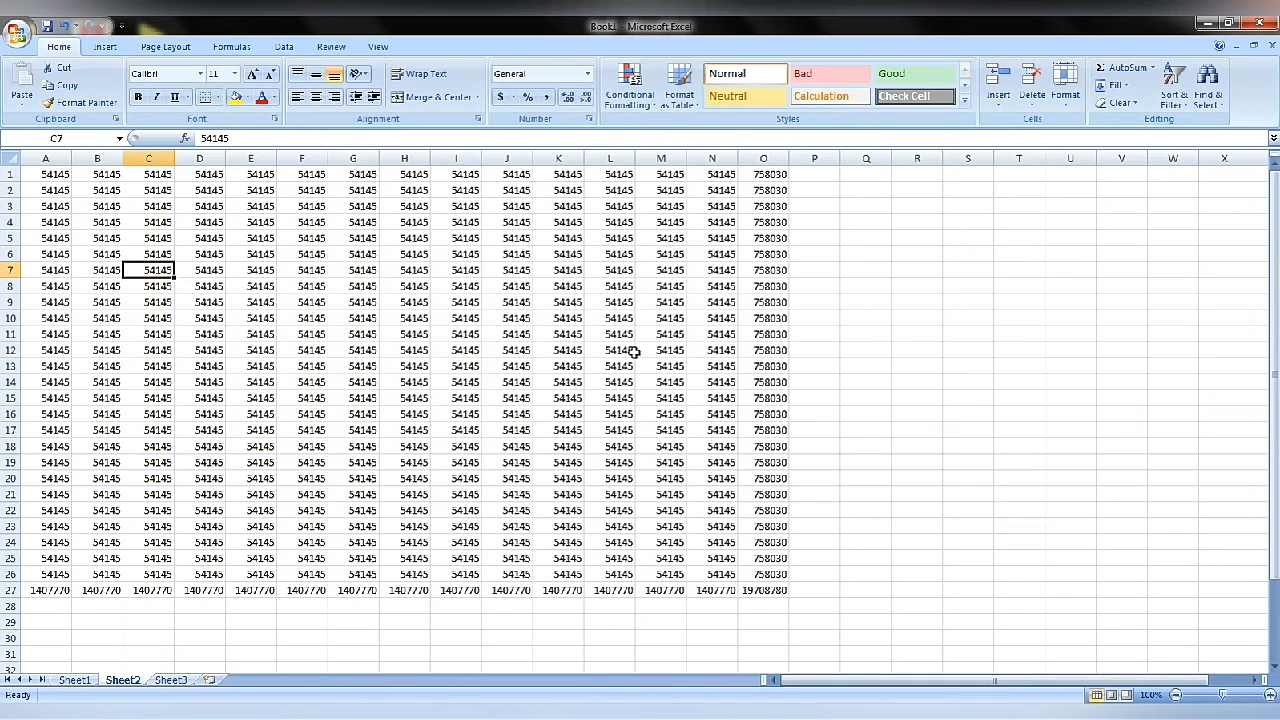 Book1 - Microsoft Excel
Home Insert Page Layout Formulas Data Review View
Cut
Copy
Format Painter
Paste
Clipboard
Calibri 11
B I U
Font
Wrap Text
Merge & Center
Alignment
General
$ % ,
Number
Conditional Formatting
Format as Table
Normal Bad Good
Neutral Calculation Check Cell
Styles
Insert Delete Format
Cells
AutoSum
Fill
Clear
Sort & Filter
Find & Select
Editing
C7 fx 54145
A B C D E F G H I J K L M N O P Q R S T U V W X
1 54145 54145 54145 54145 54145 54145 54145 54145 54145 54145 54145 54145 54145 54145 758030
2 54145 54145 54145 54145 54145 54145 54145 54145 54145 54145 54145 54145 54145 54145 758030
3 54145 54145 54145 54145 54145 54145 54145 54145 54145 54145 54145 54145 54145 54145 758030
4 54145 54145 54145 54145 54145 54145 54145 54145 54145 54145 54145 54145 54145 54145 758030
5 54145 54145 54145 54145 54145 54145 54145 54145 54145 54145 54145 54145 54145 54145 758030
6 54145 54145 54145 54145 54145 54145 54145 54145 54145 54145 54145 54145 54145 54145 758030
7 54145 54145 54145 54145 54145 54145 54145 54145 54145 54145 54145 54145 54145 54145 758030
8 54145 54145 54145 54145 54145 54145 54145 54145 54145 54145 54145 54145 54145 54145 758030
9 54145 54145 54145 54145 54145 54145 54145 54145 54145 54145 54145 54145 54145 54145 758030
10 54145 54145 54145 54145 54145 54145 54145 54145 54145 54145 54145 54145 54145 54145 758030
11 54145 54145 54145 54145 54145 54145 54145 54145 54145 54145 54145 54145 54145 54145 758030
12 54145 54145 54145 54145 54145 54145 54145 54145 54145 54145 54145 54145 54145 54145 758030
13 54145 54145 54145 54145 54145 54145 54145 54145 54145 54145 54145 54145 54145 54145 758030
14 54145 54145 54145 54145 54145 54145 54145 54145 54145 54145 54145 54145 54145 54145 758030
15 54145 54145 54145 54145 54145 54145 54145 54145 54145 54145 54145 54145 54145 54145 758030
16 54145 54145 54145 54145 54145 54145 54145 54145 54145 54145 54145 54145 54145 54145 758030
17 54145 54145 54145 54145 54145 54145 54145 54145 54145 54145 54145 54145 54145 54145 758030
18 54145 54145 54145 54145 54145 54145 54145 54145 54145 54145 54145 54145 54145 54145 758030
19 54145 54145 54145 54145 54145 54145 54145 54145 54145 54145 54145 54145 54145 54145 758030
20 54145 54145 54145 54145 54145 54145 54145 54145 54145 54145 54145 54145 54145 54145 758030
21 54145 54145 54145 54145 54145 54145 54145 54145 54145 54145 54145 54145 54145 54145 758030
22 54145 54145 54145 54145 54145 54145 54145 54145 54145 54145 54145 54145 54145 54145 758030
23 54145 54145 54145 54145 54145 54145 54145 54145 54145 54145 54145 54145 54145 54145 758030
24 54145 54145 54145 54145 54145 54145 54145 54145 54145 54145 54145 54145 54145 54145 758030
25 54145 54145 54145 54145 54145 54145 54145 54145 54145 54145 54145 54145 54145 54145 758030
26 54145 54145 54145 54145 54145 54145 54145 54145 54145 54145 54145 54145 54145 54145 758030
27 1407770 1407770 1407770 1407770 1407770 1407770 1407770 1407770 1407770 1407770 1407770 1407770 1407770 1407770 19708780
28
29
30
31
32
Sheet1 Sheet2 Sheet3
Ready 100%